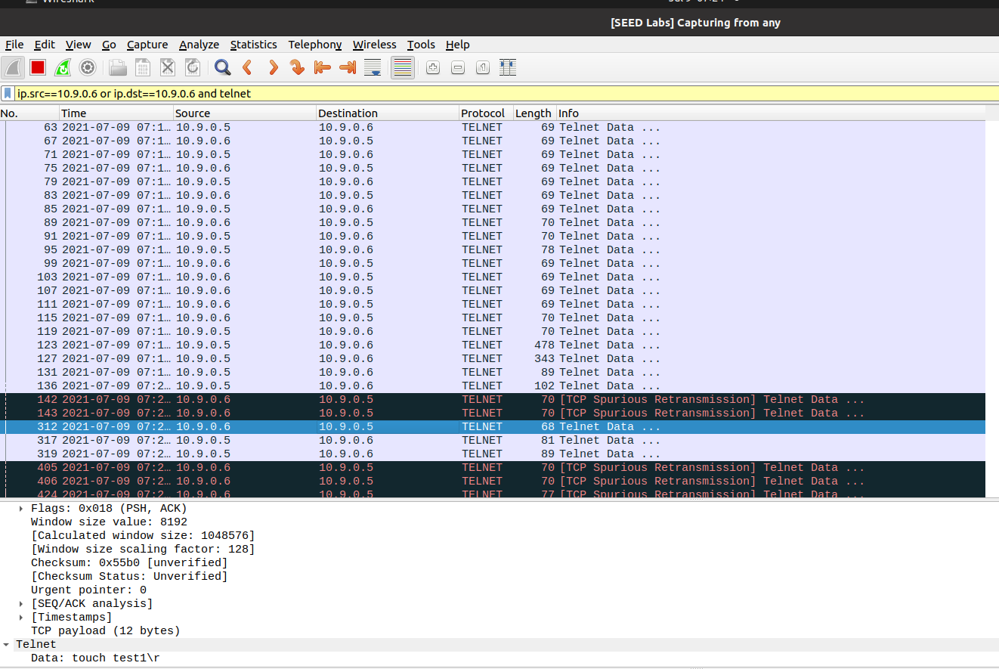 Wireshark
[SEED Labs] Capturing from any
File Edit View Go Capture Analyze Statistics Telephony Wireless Tools Help
ip.src==10.9.0.6 or ip.dst==10.9.0.6 and telnet
No. Time Source Destination Protocol Length Info
63 2021-07-09 07:1… 10.9.0.5 10.9.0.6 TELNET 69 Telnet Data ...
67 2021-07-09 07:1… 10.9.0.6 10.9.0.5 TELNET 69 Telnet Data ...
71 2021-07-09 07:1… 10.9.0.5 10.9.0.6 TELNET 69 Telnet Data ...
75 2021-07-09 07:1… 10.9.0.6 10.9.0.5 TELNET 69 Telnet Data ...
79 2021-07-09 07:1… 10.9.0.5 10.9.0.6 TELNET 69 Telnet Data ...
83 2021-07-09 07:1… 10.9.0.6 10.9.0.5 TELNET 69 Telnet Data ...
85 2021-07-09 07:1… 10.9.0.5 10.9.0.6 TELNET 69 Telnet Data ...
89 2021-07-09 07:1… 10.9.0.6 10.9.0.5 TELNET 70 Telnet Data ...
91 2021-07-09 07:1… 10.9.0.5 10.9.0.6 TELNET 70 Telnet Data ...
95 2021-07-09 07:1… 10.9.0.5 10.9.0.6 TELNET 78 Telnet Data ...
99 2021-07-09 07:1… 10.9.0.6 10.9.0.5 TELNET 69 Telnet Data ...
103 2021-07-09 07:1… 10.9.0.6 10.9.0.5 TELNET 69 Telnet Data ...
107 2021-07-09 07:1… 10.9.0.6 10.9.0.5 TELNET 69 Telnet Data ...
111 2021-07-09 07:1… 10.9.0.6 10.9.0.5 TELNET 69 Telnet Data ...
115 2021-07-09 07:1… 10.9.0.6 10.9.0.5 TELNET 70 Telnet Data ...
119 2021-07-09 07:1… 10.9.0.5 10.9.0.6 TELNET 70 Telnet Data ...
123 2021-07-09 07:1… 10.9.0.5 10.9.0.6 TELNET 478 Telnet Data ...
127 2021-07-09 07:1… 10.9.0.5 10.9.0.6 TELNET 343 Telnet Data ...
131 2021-07-09 07:1… 10.9.0.5 10.9.0.6 TELNET 89 Telnet Data ...
136 2021-07-09 07:2… 10.9.0.5 10.9.0.6 TELNET 102 Telnet Data ...
142 2021-07-09 07:2… 10.9.0.6 10.9.0.5 TELNET 70 [TCP Spurious Retransmission] Telnet Data ...
143 2021-07-09 07:2… 10.9.0.6 10.9.0.5 TELNET 70 [TCP Spurious Retransmission] Telnet Data ...
312 2021-07-09 07:2… 10.9.0.6 10.9.0.5 TELNET 68 Telnet Data ...
317 2021-07-09 07:2… 10.9.0.5 10.9.0.6 TELNET 81 Telnet Data ...
319 2021-07-09 07:2… 10.9.0.5 10.9.0.6 TELNET 89 Telnet Data ...
405 2021-07-09 07:2… 10.9.0.6 10.9.0.5 TELNET 70 [TCP Spurious Retransmission] Telnet Data ...
406 2021-07-09 07:2… 10.9.0.6 10.9.0.5 TELNET 70 [TCP Spurious Retransmission] Telnet Data ...
424 2021-07-09 07:2… 10.9.0.6 10.9.0.5 TELNET 77 [TCP Spurious Retransmission] Telnet Data ...
Flags: 0x018 (PSH, ACK)
Window size value: 8192
[Calculated window size: 1048576]
[Window size scaling factor: 128]
Checksum: 0x55b0 [unverified]
[Checksum Status: Unverified]
Urgent pointer: 0
[SEQ/ACK analysis]
[Timestamps]
TCP payload (12 bytes)
Telnet
Data: touch test1\r